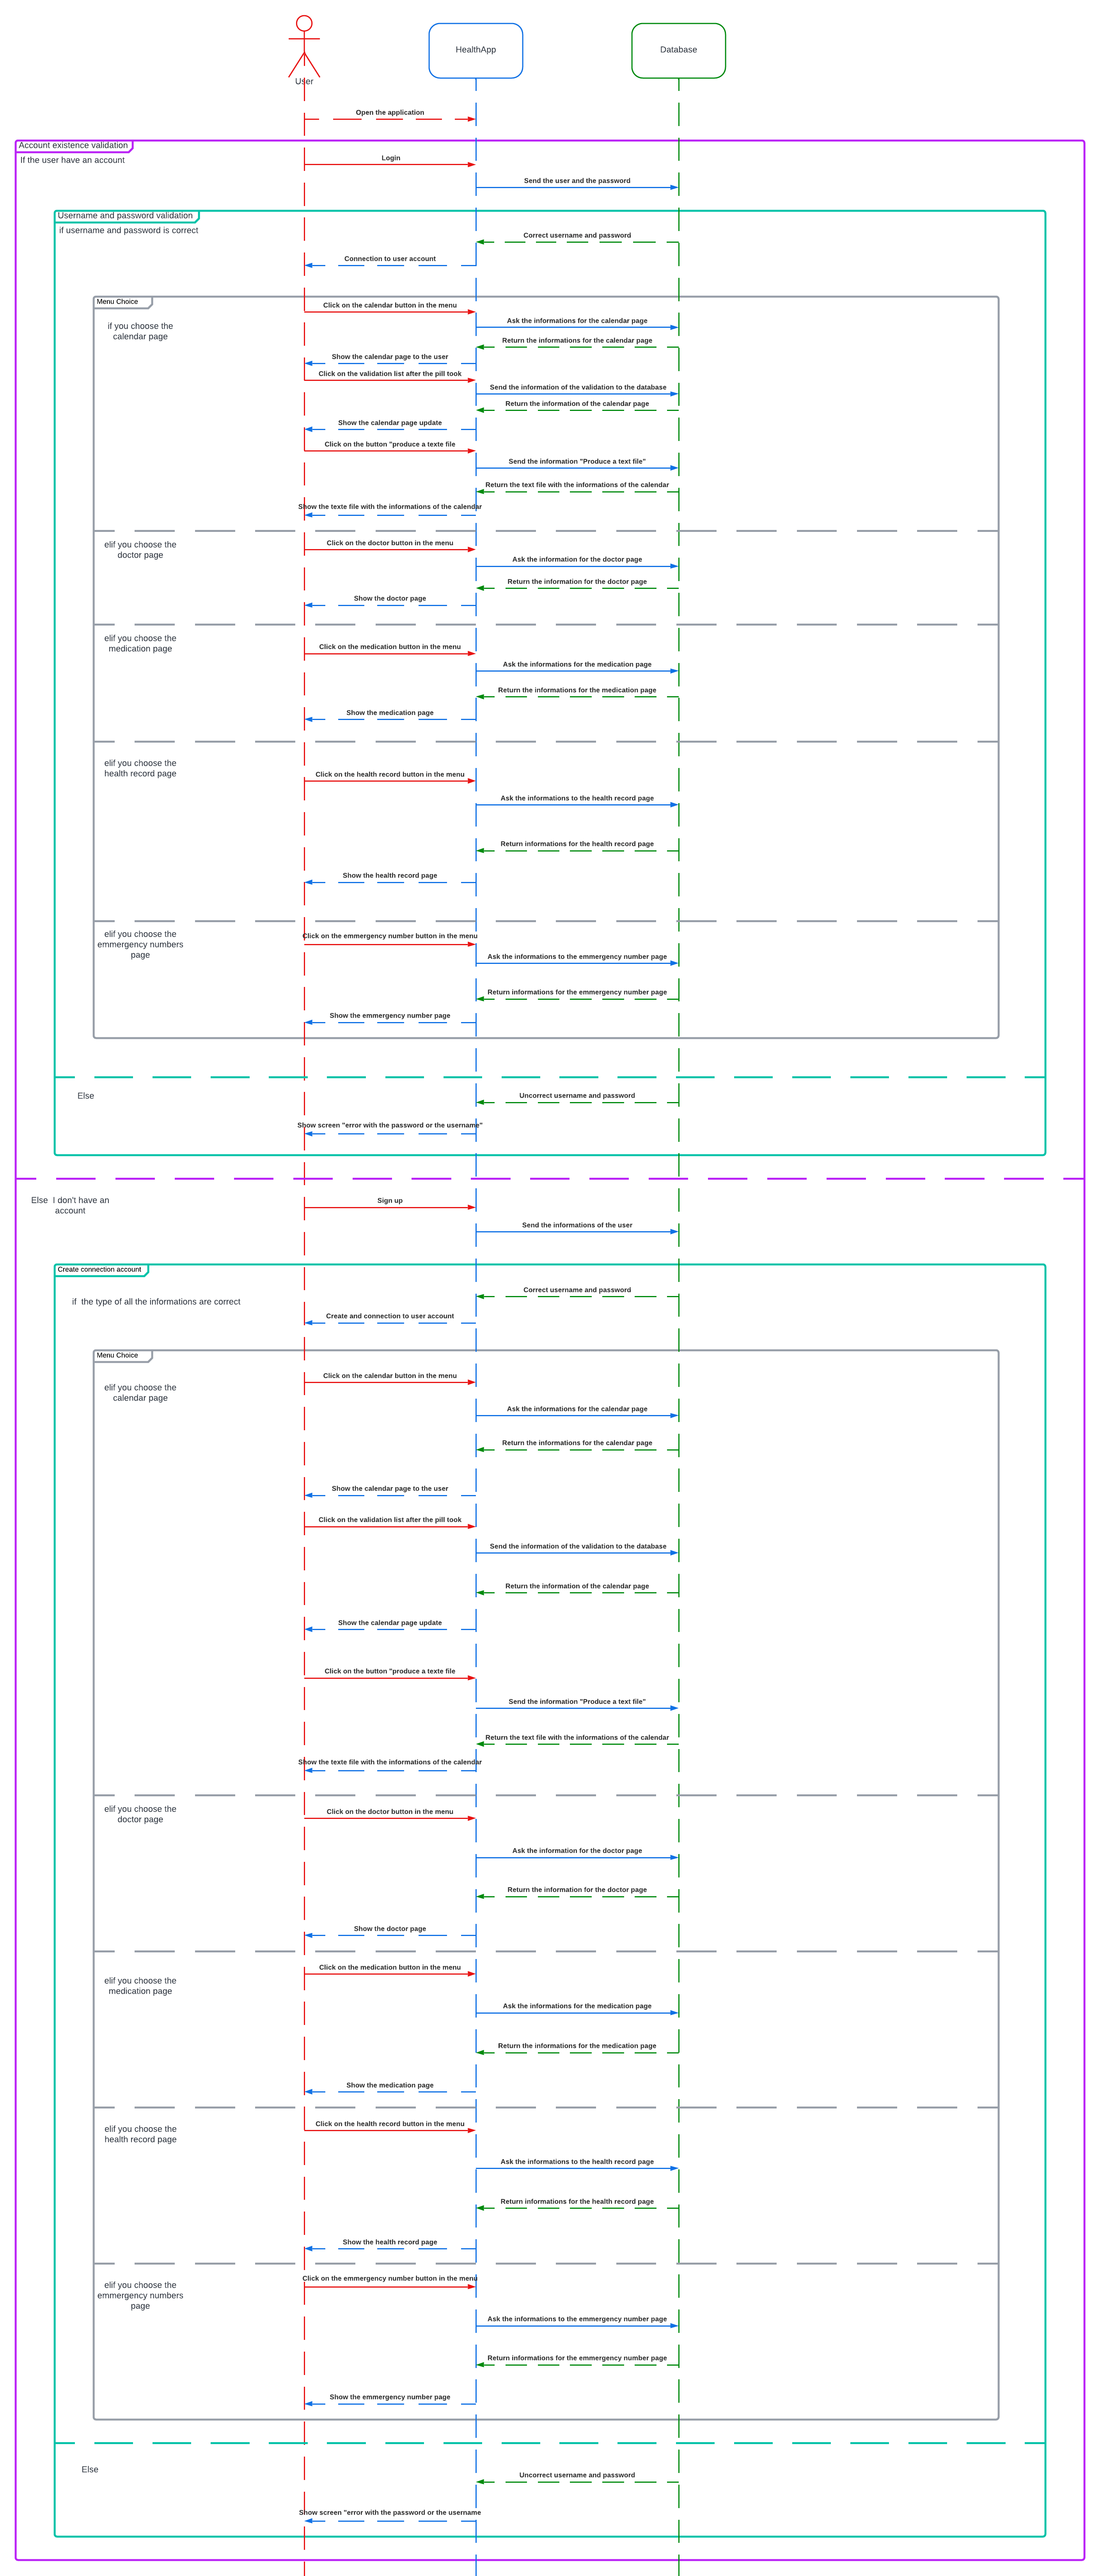 HealthApp
Database
User
Open the application
Account existence validation
If the user have an account
Login
Send the user and the password
Username and password validation
if username and password is correct
Correct username and password
Connection to user account
Menu Choice
Click on the calendar button in the menu
if you choose the
calendar page
Ask the informations for the calendar page
Return the informations for the calendar page
Show the calendar page to the user
Click on the validation list after the pill took
Send the information of the validation to the database
Return the information of the calendar page
Show the calendar page update
Click on the button "produce a texte file
Send the information "Produce a text file"
Return the text file with the informations of the calendar
Show the texte file with the informations of the calendar
elif you choose the
doctor page
Click on the doctor button in the menu
Ask the information for the doctor page
Return the information for the doctor page
Show the doctor page
elif you choose the
medication page
Click on the medication button in the menu
Ask the informations for the medication page
Return the informations for the medication page
Show the medication page
elif you choose the
health record page
Click on the health record button in the menu
Ask the informations to the health record page
Return informations for the health record page
Show the health record page
elif you choose the
emmergency numbers
page
Click on the emmergency number button in the menu
Ask the informations to the emmergency number page
Return informations for the emmergency number page
Show the emmergency number page
Else
Uncorrect username and password
Show screen "error with the password or the username"
Else  I don't have an
account
Sign up
Send the informations of the user
Create connection account
if  the type of all the informations are correct
Correct username and password
Create and connection to user account
Menu Choice
elif you choose the
calendar page
Click on the calendar button in the menu
Ask the informations for the calendar page
Return the informations for the calendar page
Show the calendar page to the user
Click on the validation list after the pill took
Send the information of the validation to the database
Return the information of the calendar page
Show the calendar page update
Click on the button "produce a texte file
Send the information "Produce a text file"
Return the text file with the informations of the calendar
Show the texte file with the informations of the calendar
elif you choose the
doctor page
Click on the doctor button in the menu
Ask the information for the doctor page
Return the information for the doctor page
Show the doctor page
Click on the medication button in the menu
elif you choose the
medication page
Ask the informations for the medication page
Return the informations for the medication page
Show the medication page
Click on the health record button in the menu
elif you choose the
health record page
Ask the informations to the health record page
Return informations for the health record page
Show the health record page
Click on the emmergency number button in the menu
elif you choose the
emmergency numbers
page
Ask the informations to the emmergency number page
Return informations for the emmergency number page
Show the emmergency number page
Else
Uncorrect username and password
Show screen "error with the password or the username